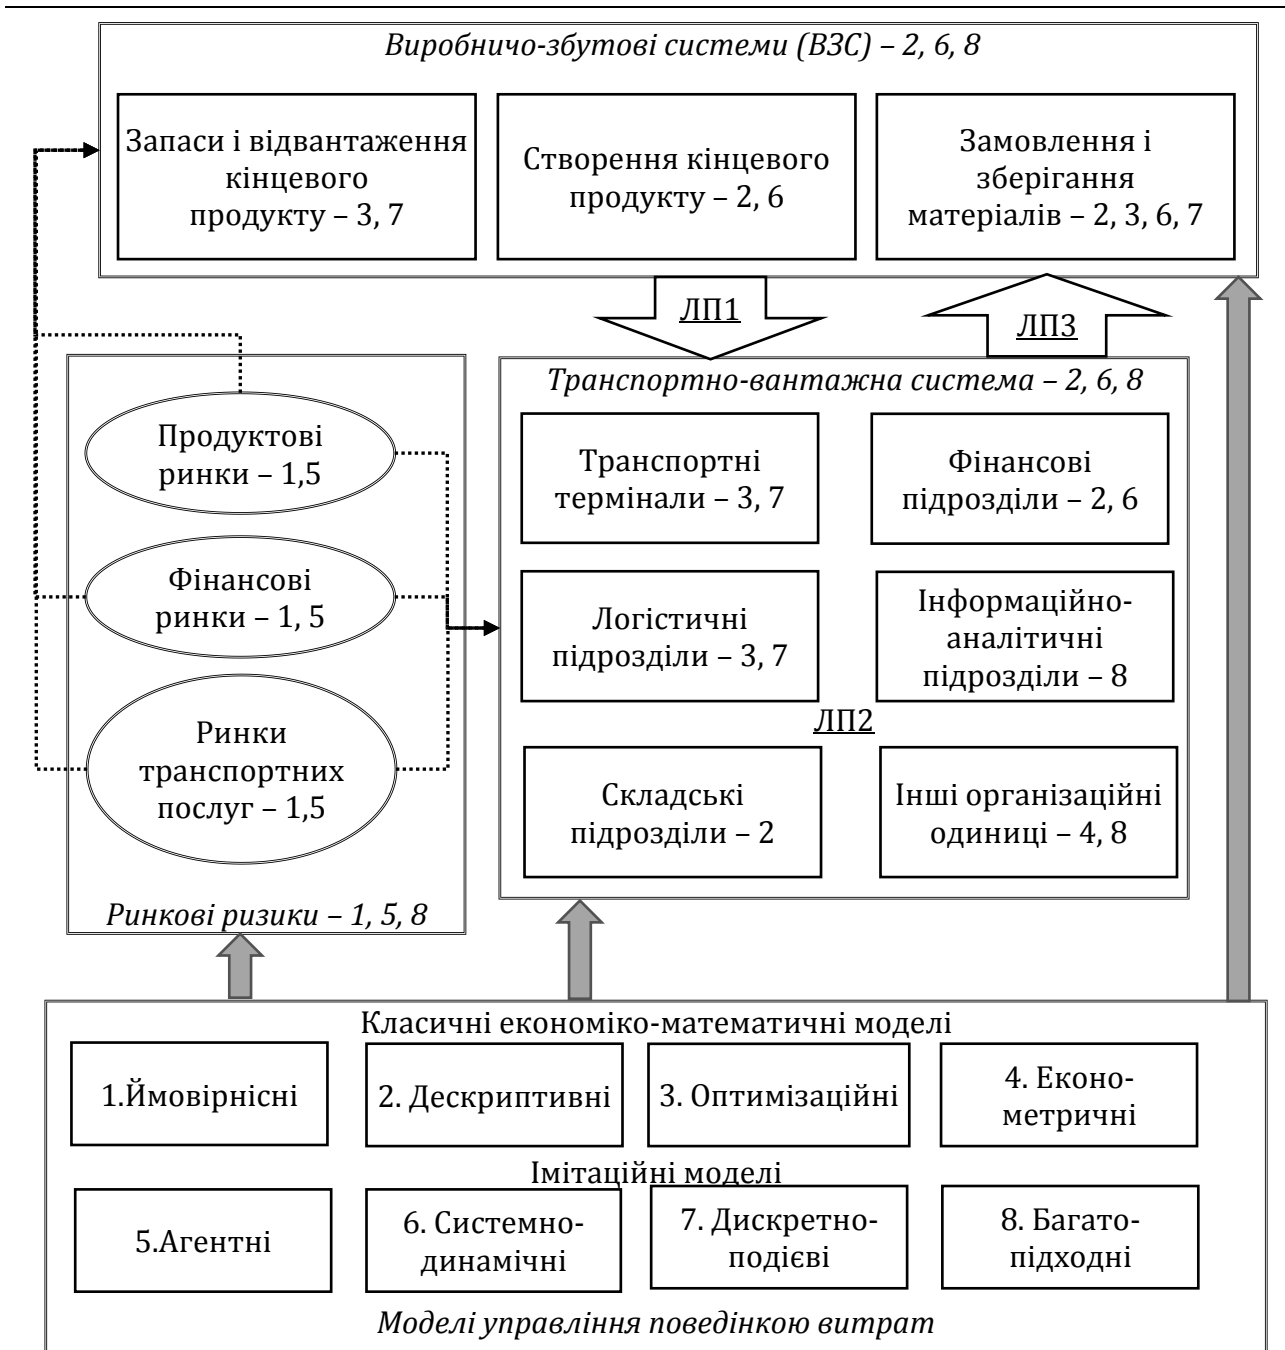 Виробничо-збутові системи (ВЗС) – 2, 6, 8
Запаси і відвантаження
кінцевого
продукту – 3, 7
Створення кінцевого
продукту – 2, 6
Замовлення і
зберігання
матеріалів – 2, 3, 6, 7
ЛП1
ЛП3
Продуктові
ринки – 1,5
Фінансові
ринки – 1, 5
Ринки
транспортних
послуг – 1,5
Ринкові ризики – 1, 5, 8
Транспортно-вантажна система – 2, 6, 8
Транспортні
термінали – 3, 7
Фінансові
підрозділи – 2, 6
Логістичні
підрозділи – 3, 7
Інформаційно-
аналітичні
підрозділи – 8
ЛП2
Складські
підрозділи – 2
Інші організаційні
одиниці – 4, 8
Класичні економіко-математичні моделі
1.Ймовірнісні
2. Дескриптивні
3. Оптимізаційні
4. Еконо-
метричні
Імітаційні моделі
5.Агентні
6. Системно-
динамічні
7. Дискретно-
подієві
8. Багато-
підходні
Моделі управління поведінкою витрат